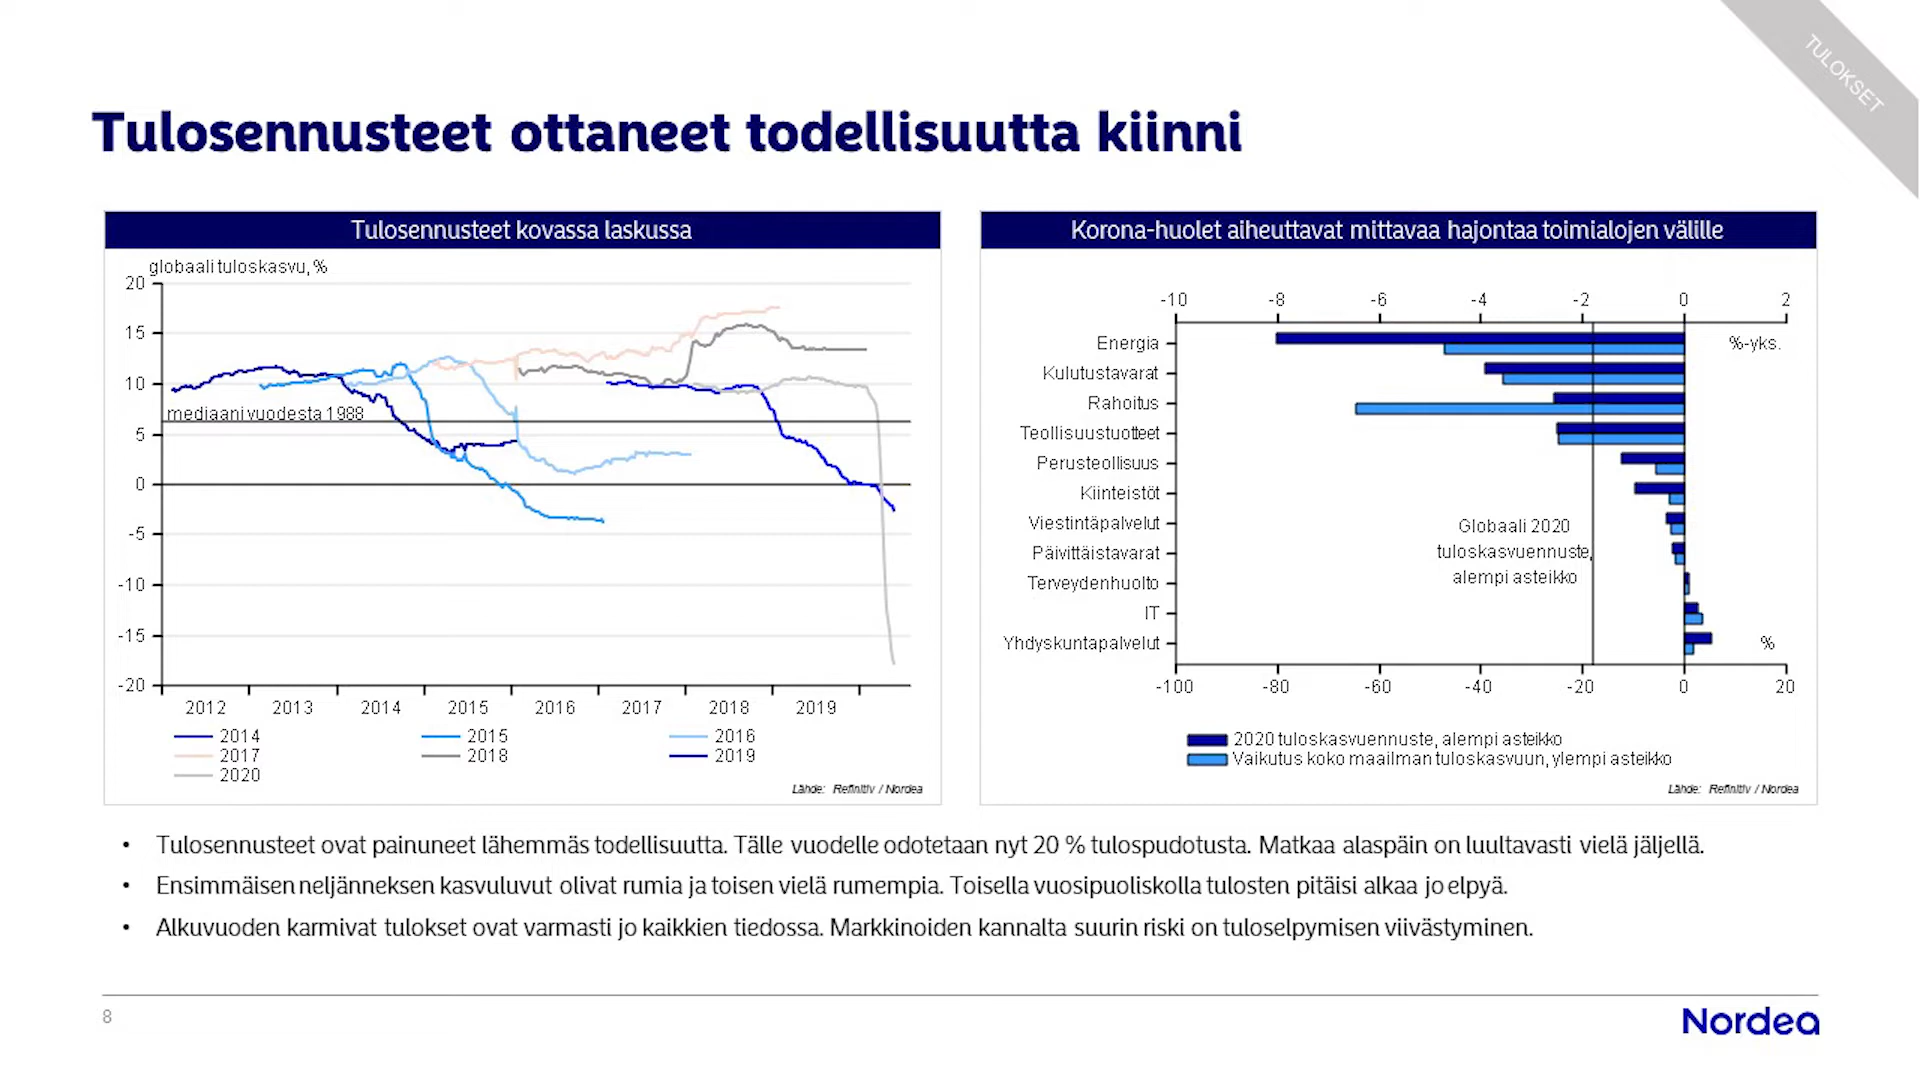 TULOKSET
Tulosennusteet ottaneet todellisuutta kiinni
Tulosennusteet kovassa laskussa
globaali tuloskasvu, %
20
15
10
mediaani vuodesta 1988
5
0
-5
-10
-15
-20
2012 2013 2014 2015 2016 2017 2018 2019
2014 2015 2016
2017 2018 2019
2020
Lähde: Refinitiv / Nordea
Korona-huolet aiheuttavat mittavaa hajontaa toimialojen välille
-10 -8 -6 -4 -2 0 2
Energia %-yks.
Kulutustavarat
Rahoitus
Teollisuustuotteet
Perusteollisuus
Kiinteistöt
Viestintäpalvelut
Päivittäistavarat
Terveydenhuolto
IT
Yhdyskuntapalvelut %
Globaali 2020
tuloskasvuennuste,
alempi asteikko
-100 -80 -60 -40 -20 0 20
2020 tuloskasvuennuste, alempi asteikko
Vaikutus koko maailman tuloskasvuun, ylempi asteikko
Lähde: Refinitiv / Nordea
• Tulosennusteet ovat painuneet lähemmäs todellisuutta. Tälle vuodelle odotetaan nyt 20 % tulospudotusta. Matkaa alaspäin on luultavasti vielä jäljellä.
• Ensimmäisen neljänneksen kasvuluvut olivat rumia ja toisen vielä rumempia. Toisella vuosipuoliskolla tulosten pitäisi alkaa jo elpyä.
• Alkuvuoden karmivat tulokset ovat varmasti jo kaikkien tiedossa. Markkinoiden kannalta suurin riski on tuloselpymisen viivästyminen.
8
Nordea